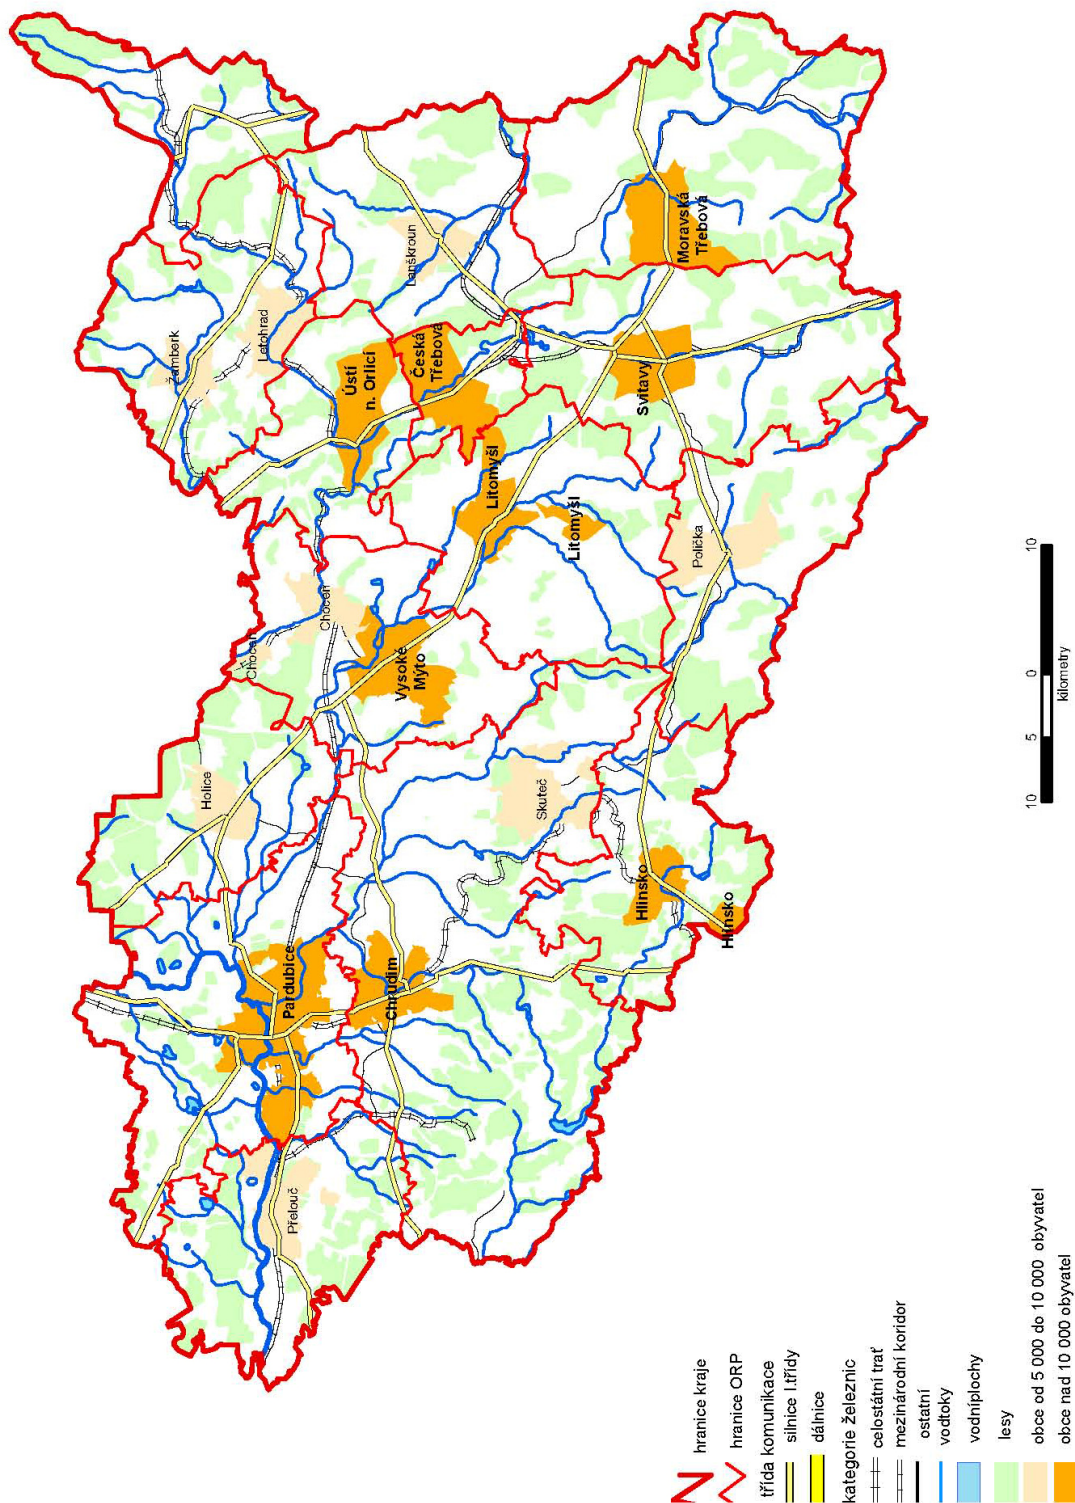 Žamberk
Letohrad
Ústí
n. Orlicí
Česká
Třebová
Lanškroun
Moravská
Třebová
Svitavy
Litomyšl
Litomyšl
Polička
Choceň
Choceň
Vysoké
Mýto
Holice
Skuteč
Hlinsko
Hlinsko
Pardubice
Chrudim
Přelouč
10
5
0
10
kilometry
hranice kraje
hranice ORP
třída komunikace
silnice I.třídy
dálnice
kategorie železnic
celostátní trať
mezinárodní koridor
ostatní
vodtoky
vodníplochy
lesy
obce od 5 000 do 10 000 obyvatel
obce nad 10 000 obyvatel